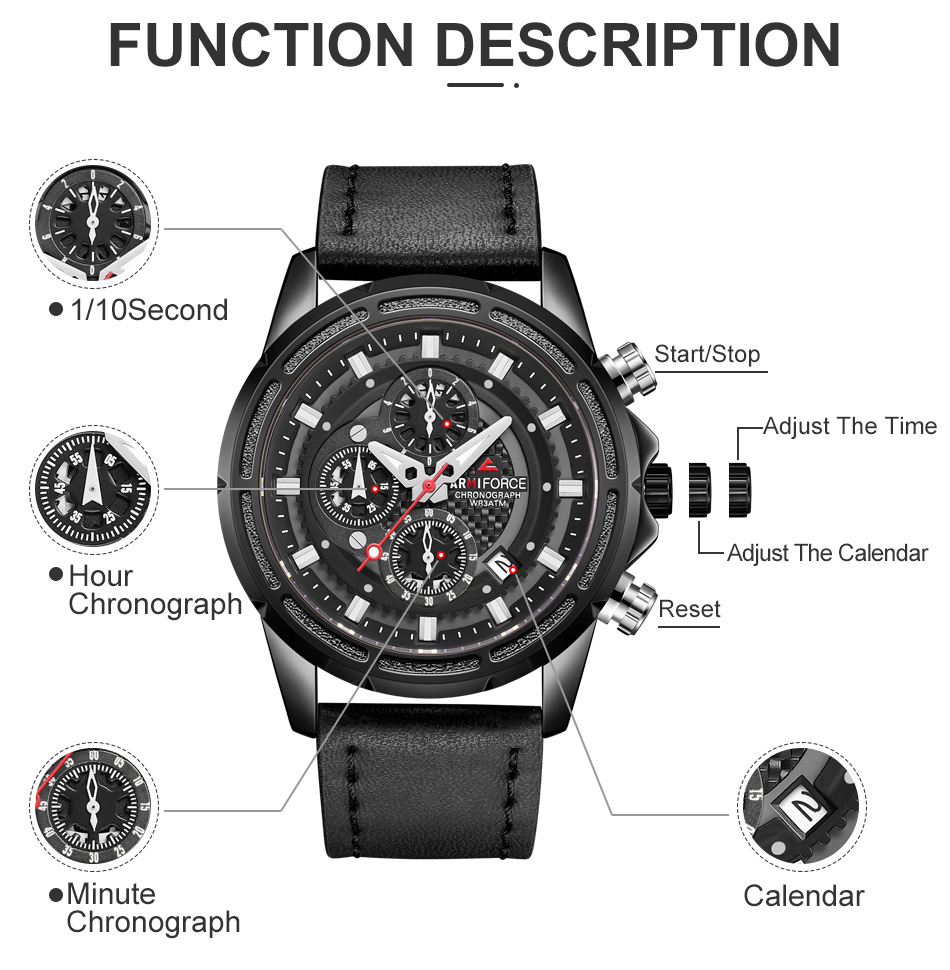 FUNCTION DESCRIPTION
1/10Second
Start/Stop
Adjust The Time
ARMIFORCE
CHRONOGRAPH
WR3ATM
Adjust The Calendar
Hour
Chronograph
Reset
2
Minute
Chronograph
Calendar